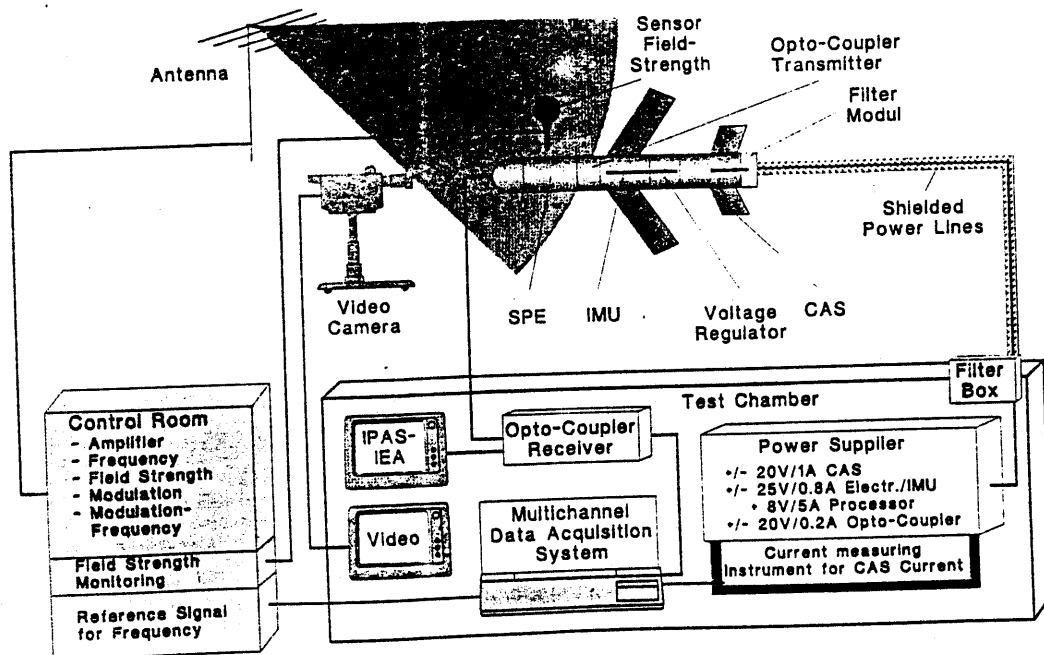 Sensor
Field-
Strength
Opto-Coupler
Transmitter
Filter
Modul
Antenna
Shielded
Power Lines
Video
Camera
SPE
IMU
Voltage
Regulator
CAS
Filter
Box
Test Chamber
Control Room
- Amplifier
- Frequency
- Field Strength
- Modulation
- Modulation-
Frequency
Field Strength
Monitoring
Reference Signal
for Frequency
IPAS-
IEA
Video
Opto-Coupler
Receiver
Multichannel
Data Acquisition
System
Power Supplier
+/- 20V/1A CAS
+/- 25V/0.8A Electr./IMU
+ 8V/5A Processor
+/- 20V/0.2A Opto-Coupler
Current measuring
Instrument for CAS Current